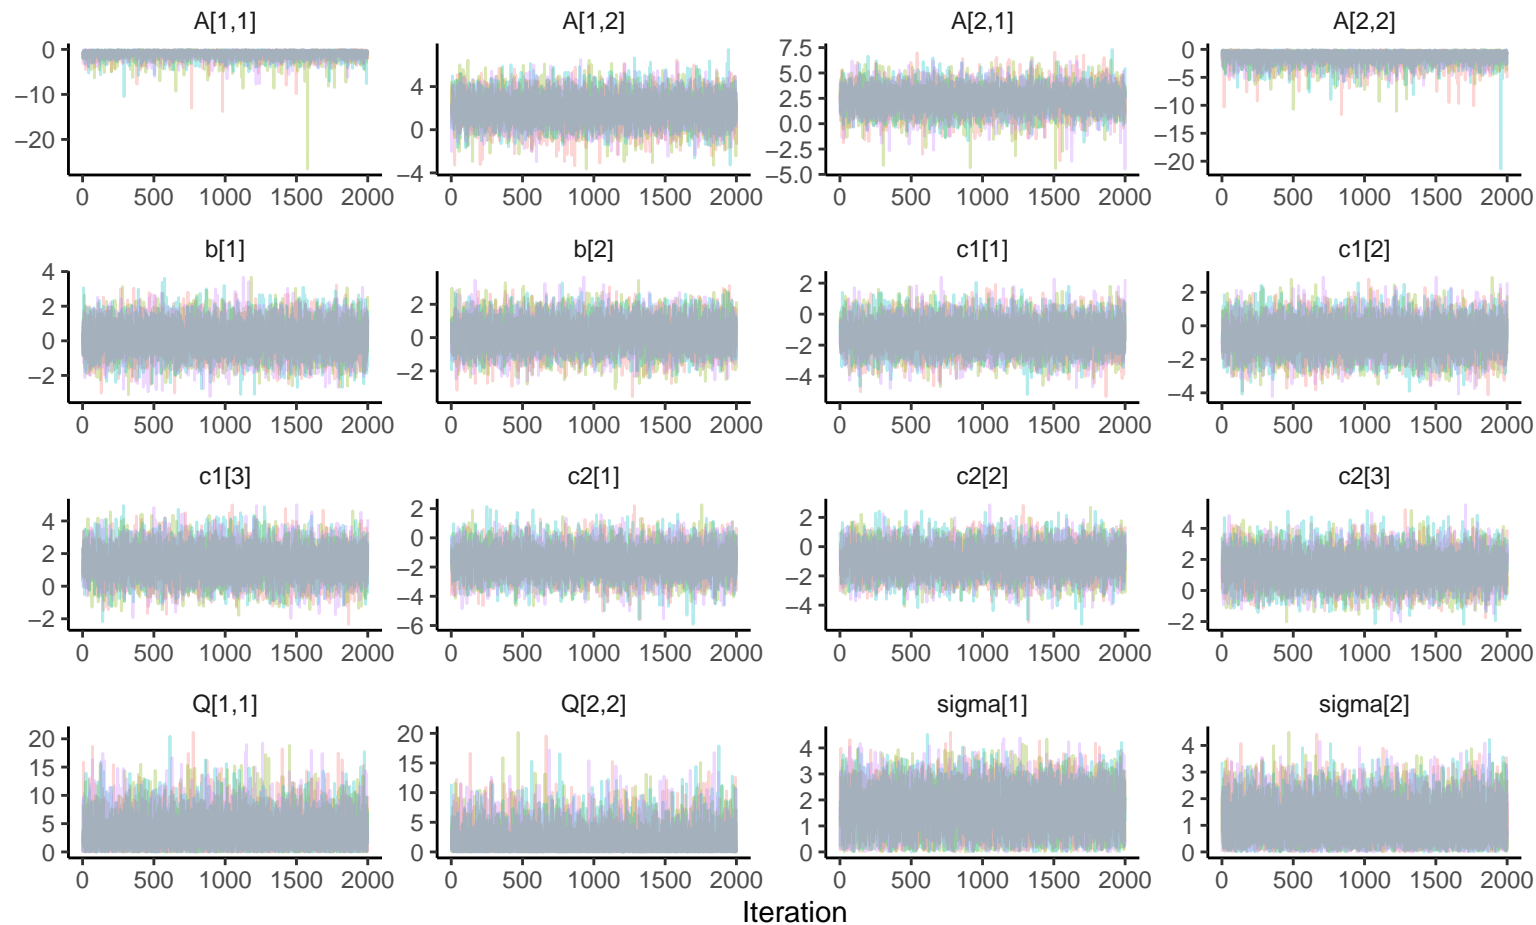 A[1,1] A[1,2] A[2,1] A[2,2]
0 −10 −20
4 0 −4
7.5 5.0 2.5 0.0 −2.5 −5.0
0 −5 −10 −15 −20
0 500 1000 1500 2000 0 500 1000 1500 2000 0 500 1000 1500 2000 0 500 1000 1500 2000
b[1] b[2] c1[1] c1[2]
4 2 0 −2
2 0 −2
2 0 −2 −4
2 0 −2 −4
0 500 1000 1500 2000 0 500 1000 1500 2000 0 500 1000 1500 2000 0 500 1000 1500 2000
c1[3] c2[1] c2[2] c2[3]
4 2 0 −2
2 0 −2 −4 −6
2 0 −2 −4
4 2 0 −2
0 500 1000 1500 2000 0 500 1000 1500 2000 0 500 1000 1500 2000 0 500 1000 1500 2000
Q[1,1] Q[2,2] sigma[1] sigma[2]
20 15 10 5 0
20 15 10 5 0
4 3 2 1 0
4 3 2 1 0
0 500 1000 1500 2000 0 500 1000 1500 2000 0 500 1000 1500 2000 0 500 1000 1500 2000
Iteration